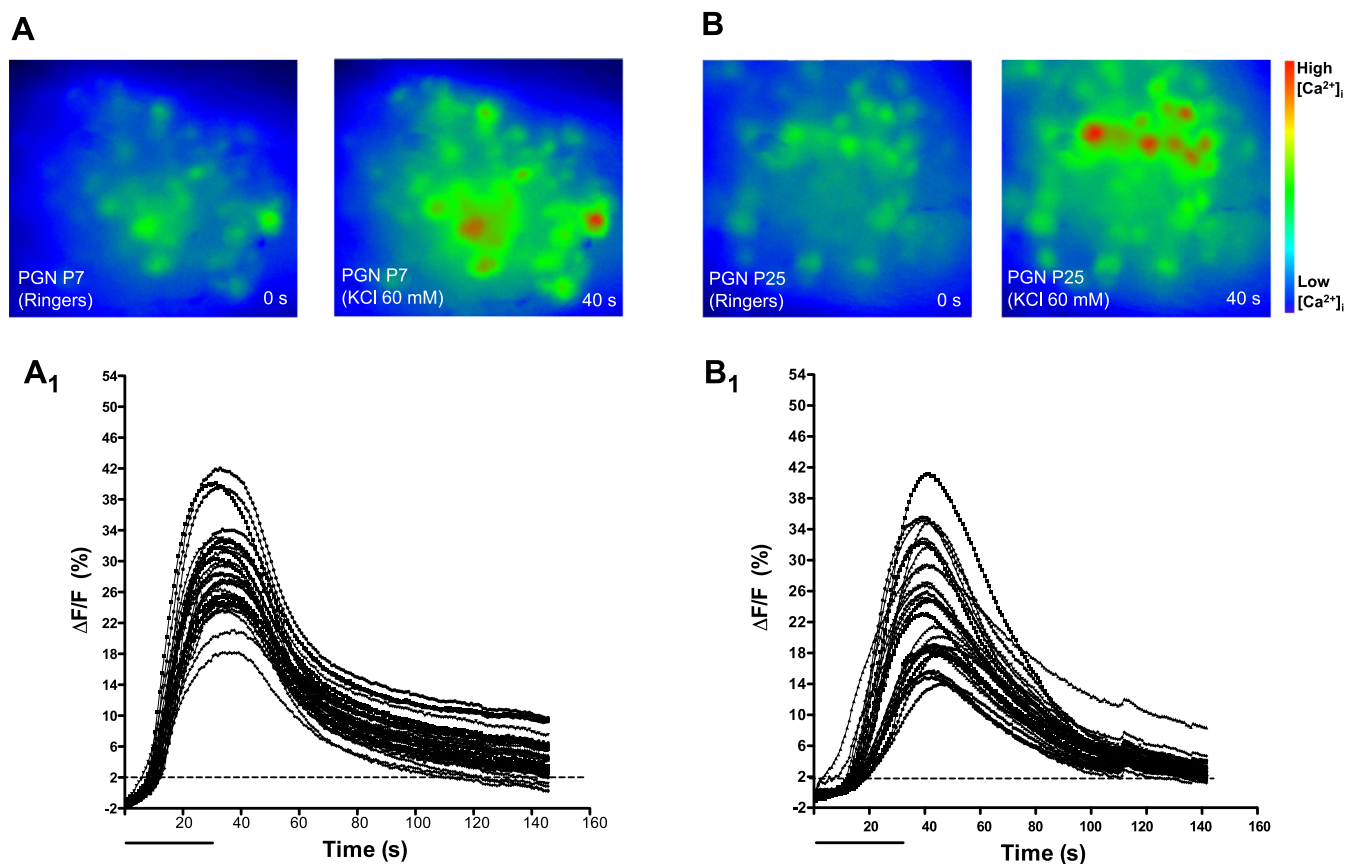 A
B
PGN P7
(Ringers)
0 s
PGN P7
(KCl 60 mM)
40 s
PGN P25
(Ringers)
0 s
PGN P25
(KCl 60 mM)
40 s
High
[Ca²⁺]ᵢ
Low
[Ca²⁺]ᵢ
A₁
54
50
46
42
38
34
30
26
22
18
14
10
6
2
-2
ΔF/F (%)
20 40 60 80 100 120 140 160
Time (s)
B₁
54
50
46
42
38
34
30
26
22
18
14
10
6
2
-2
ΔF/F (%)
20 40 60 80 100 120 140 160
Time (s)